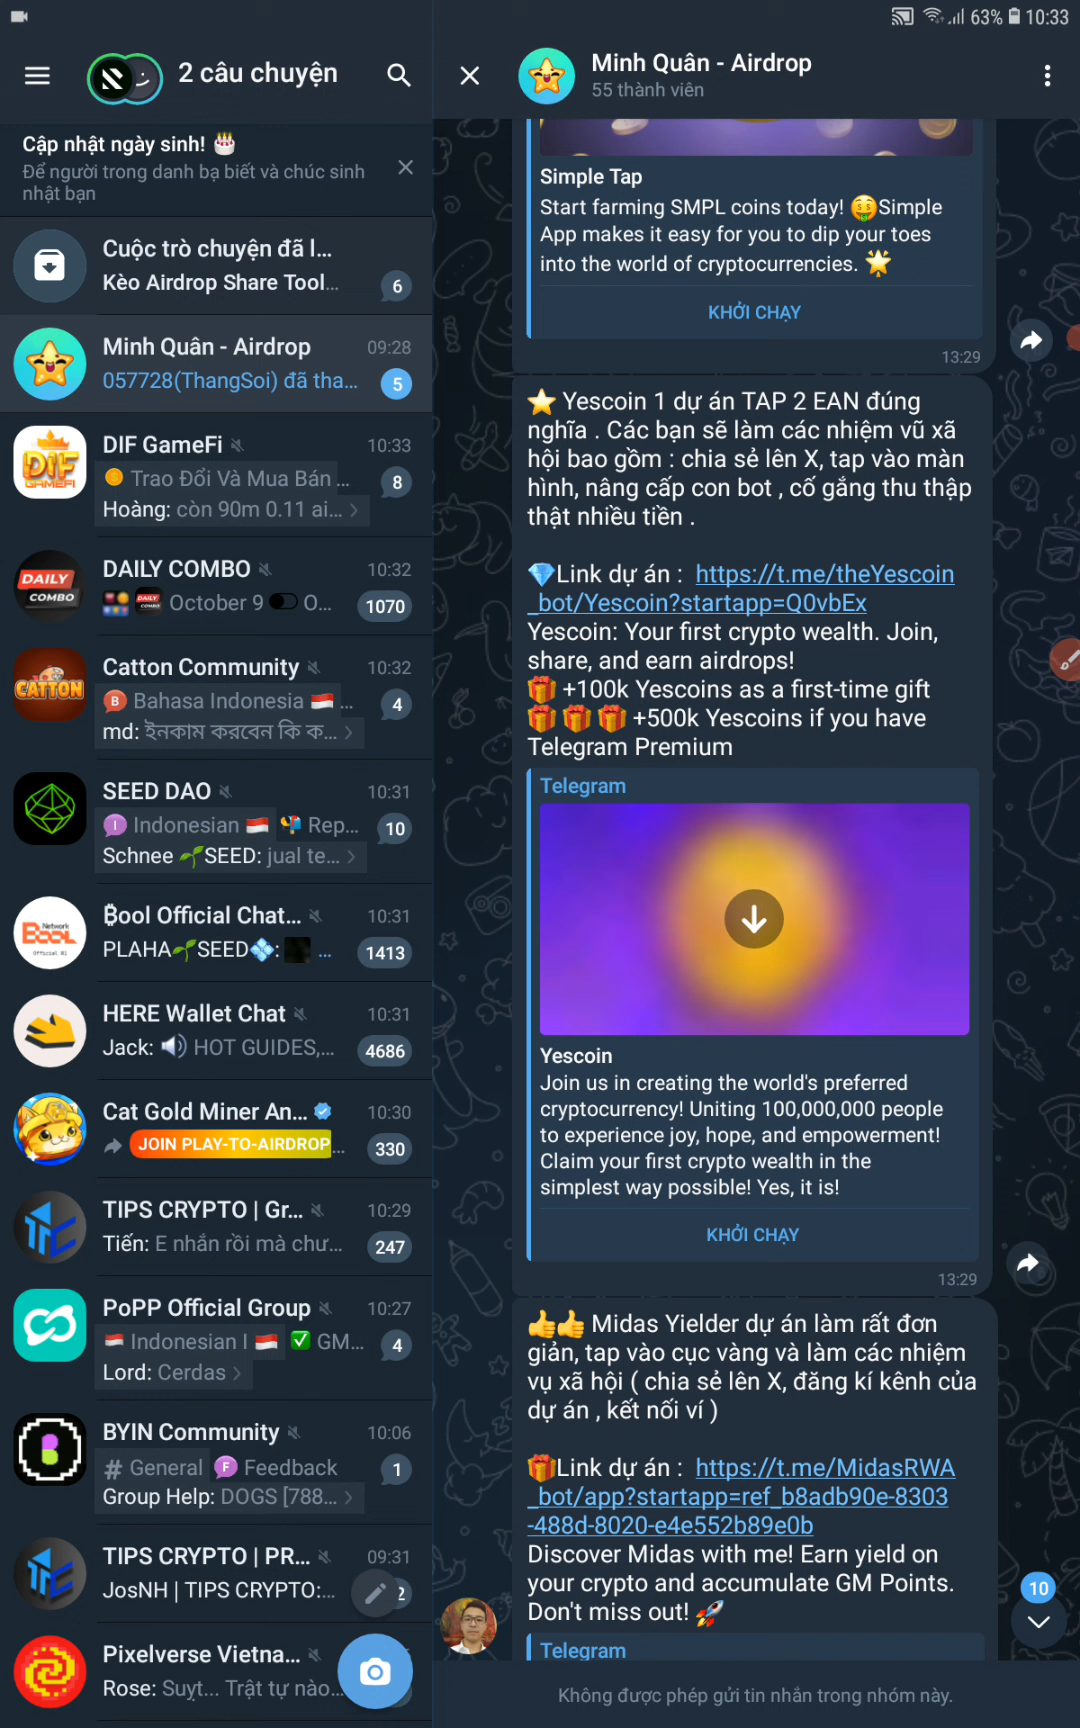 63% 10:33
2 câu chuyện
Cập nhật ngày sinh! 🎂
Để người trong danh bạ biết và chúc sinh
nhật bạn
Cuộc trò chuyện đã l...
Kèo Airdrop Share Tool...
6
Minh Quân - Airdrop 09:28
057728(ThangSoi) đã tha... 5
DIF GameFi 10:33
Trao Đổi Và Mua Bán ... 8
Hoàng: còn 90m 0.11 ai...
DIF
GAMEFI
DAILY COMBO 10:32
October 9 O... 1070
DAILY
COMBO
Catton Community 10:32
B Bahasa Indonesia 🇮🇩 ... 4
md: ইনকাম করবেন কি ক...
CATTON
SEED DAO 10:31
I Indonesian 🇮🇩 Rep... 10
Schnee 🌱SEED: jual te...
₿ool Official Chat... 10:31
PLAHA🌱SEED💠: ... 1413
Network
BOOL
HERE Wallet Chat 10:31
Jack: 🔊 HOT GUIDES,... 4686
Cat Gold Miner An... 10:30
JOIN PLAY-TO-AIRDROP... 330
TIPS CRYPTO | Gr... 10:29
Tiến: E nhắn rồi mà chư... 247
PoPP Official Group 10:27
Indonesian I 🇮🇩 ✅ GM... 4
Lord: Cerdas
BYIN Community 10:06
# General F Feedback 1
Group Help: DOGS [788...
TIPS CRYPTO | PR... 09:31
JosNH | TIPS CRYPTO:... 2
Pixelverse Vietna...
Rose: Suỵt... Trật tự nào...
Minh Quân - Airdrop
55 thành viên
Simple Tap
Start farming SMPL coins today! 🤑Simple
App makes it easy for you to dip your toes
into the world of cryptocurrencies. 🌟
KHỞI CHẠY
13:29
⭐ Yescoin 1 dự án TAP 2 EAN đúng
nghĩa . Các bạn sẽ làm các nhiệm vũ xã
hội bao gồm : chia sẻ lên X, tap vào màn
hình, nâng cấp con bot , cố gắng thu thập
thật nhiều tiền .
💎Link dự án : https://t.me/theYescoin
_bot/Yescoin?startapp=Q0vbEx
Yescoin: Your first crypto wealth. Join,
share, and earn airdrops!
🎁 +100k Yescoins as a first-time gift
🎁 🎁 🎁 +500k Yescoins if you have
Telegram Premium
Telegram
Yescoin
Join us in creating the world's preferred
cryptocurrency! Uniting 100,000,000 people
to experience joy, hope, and empowerment!
Claim your first crypto wealth in the
simplest way possible! Yes, it is!
KHỞI CHẠY
13:29
👍👍 Midas Yielder dự án làm rất đơn
giản, tap vào cục vàng và làm các nhiệm
vụ xã hội ( chia sẻ lên X, đăng kí kênh của
dự án , kết nối ví )
🎁Link dự án : https://t.me/MidasRWA
_bot/app?startapp=ref_b8adb90e-8303
-488d-8020-e4e552b89e0b
Discover Midas with me! Earn yield on
your crypto and accumulate GM Points.
Don't miss out! 🚀
Telegram
10
Không được phép gửi tin nhắn trong nhóm này.